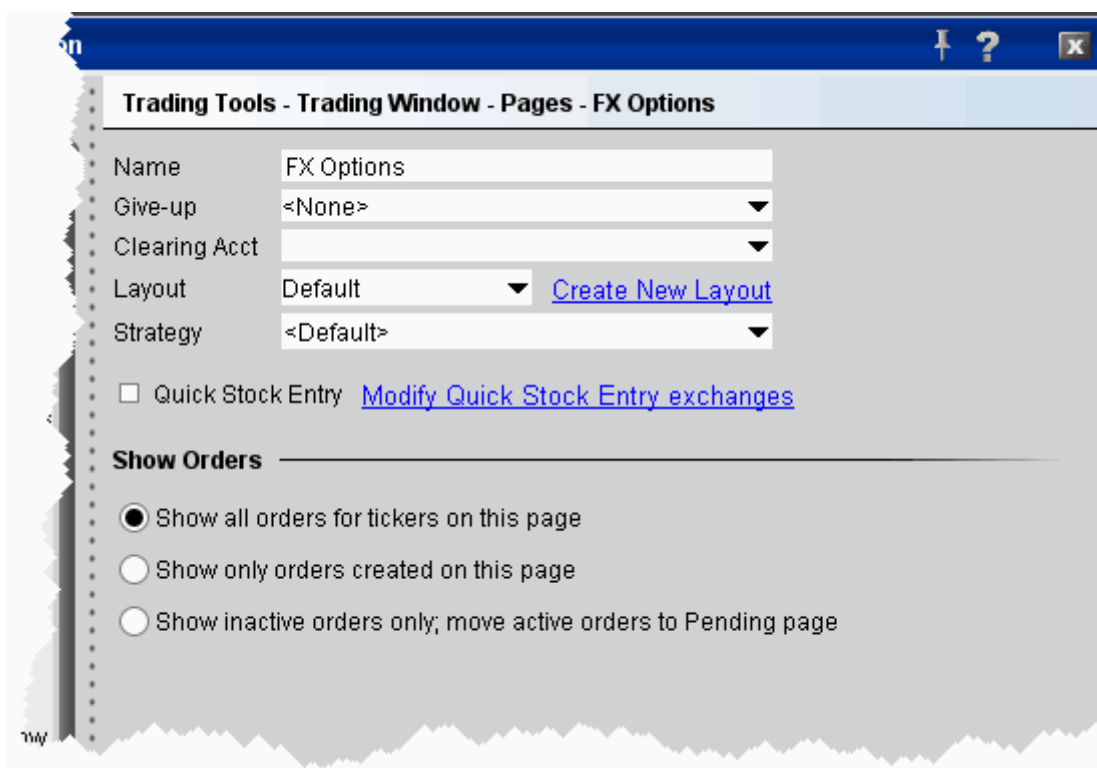 on
Trading Tools - Trading Window - Pages - FX Options
Name FX Options
Give-up <None>
Clearing Acct
Layout Default Create New Layout
Strategy <Default>
Quick Stock Entry Modify Quick Stock Entry exchanges
Show Orders
Show all orders for tickers on this page
Show only orders created on this page
Show inactive orders only; move active orders to Pending page